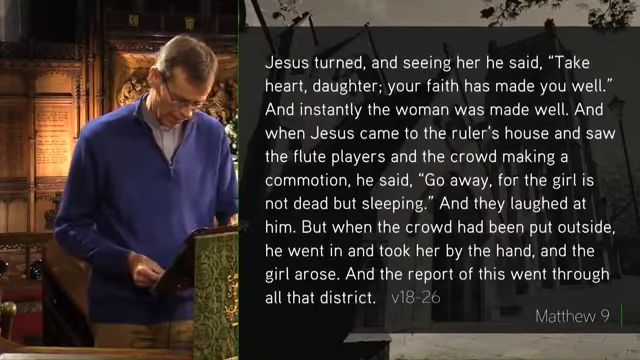 Jesus turned, and seeing her he said, “Take
heart, daughter; your faith has made you well.”
And instantly the woman was made well. And
when Jesus came to the ruler’s house and saw
the flute players and the crowd making a
commotion, he said, “Go away, for the girl is
not dead but sleeping.” And they laughed at
him. But when the crowd had been put outside,
he went in and took her by the hand, and the
girl arose. And the report of this went through
all that district. v18-26
Matthew 9